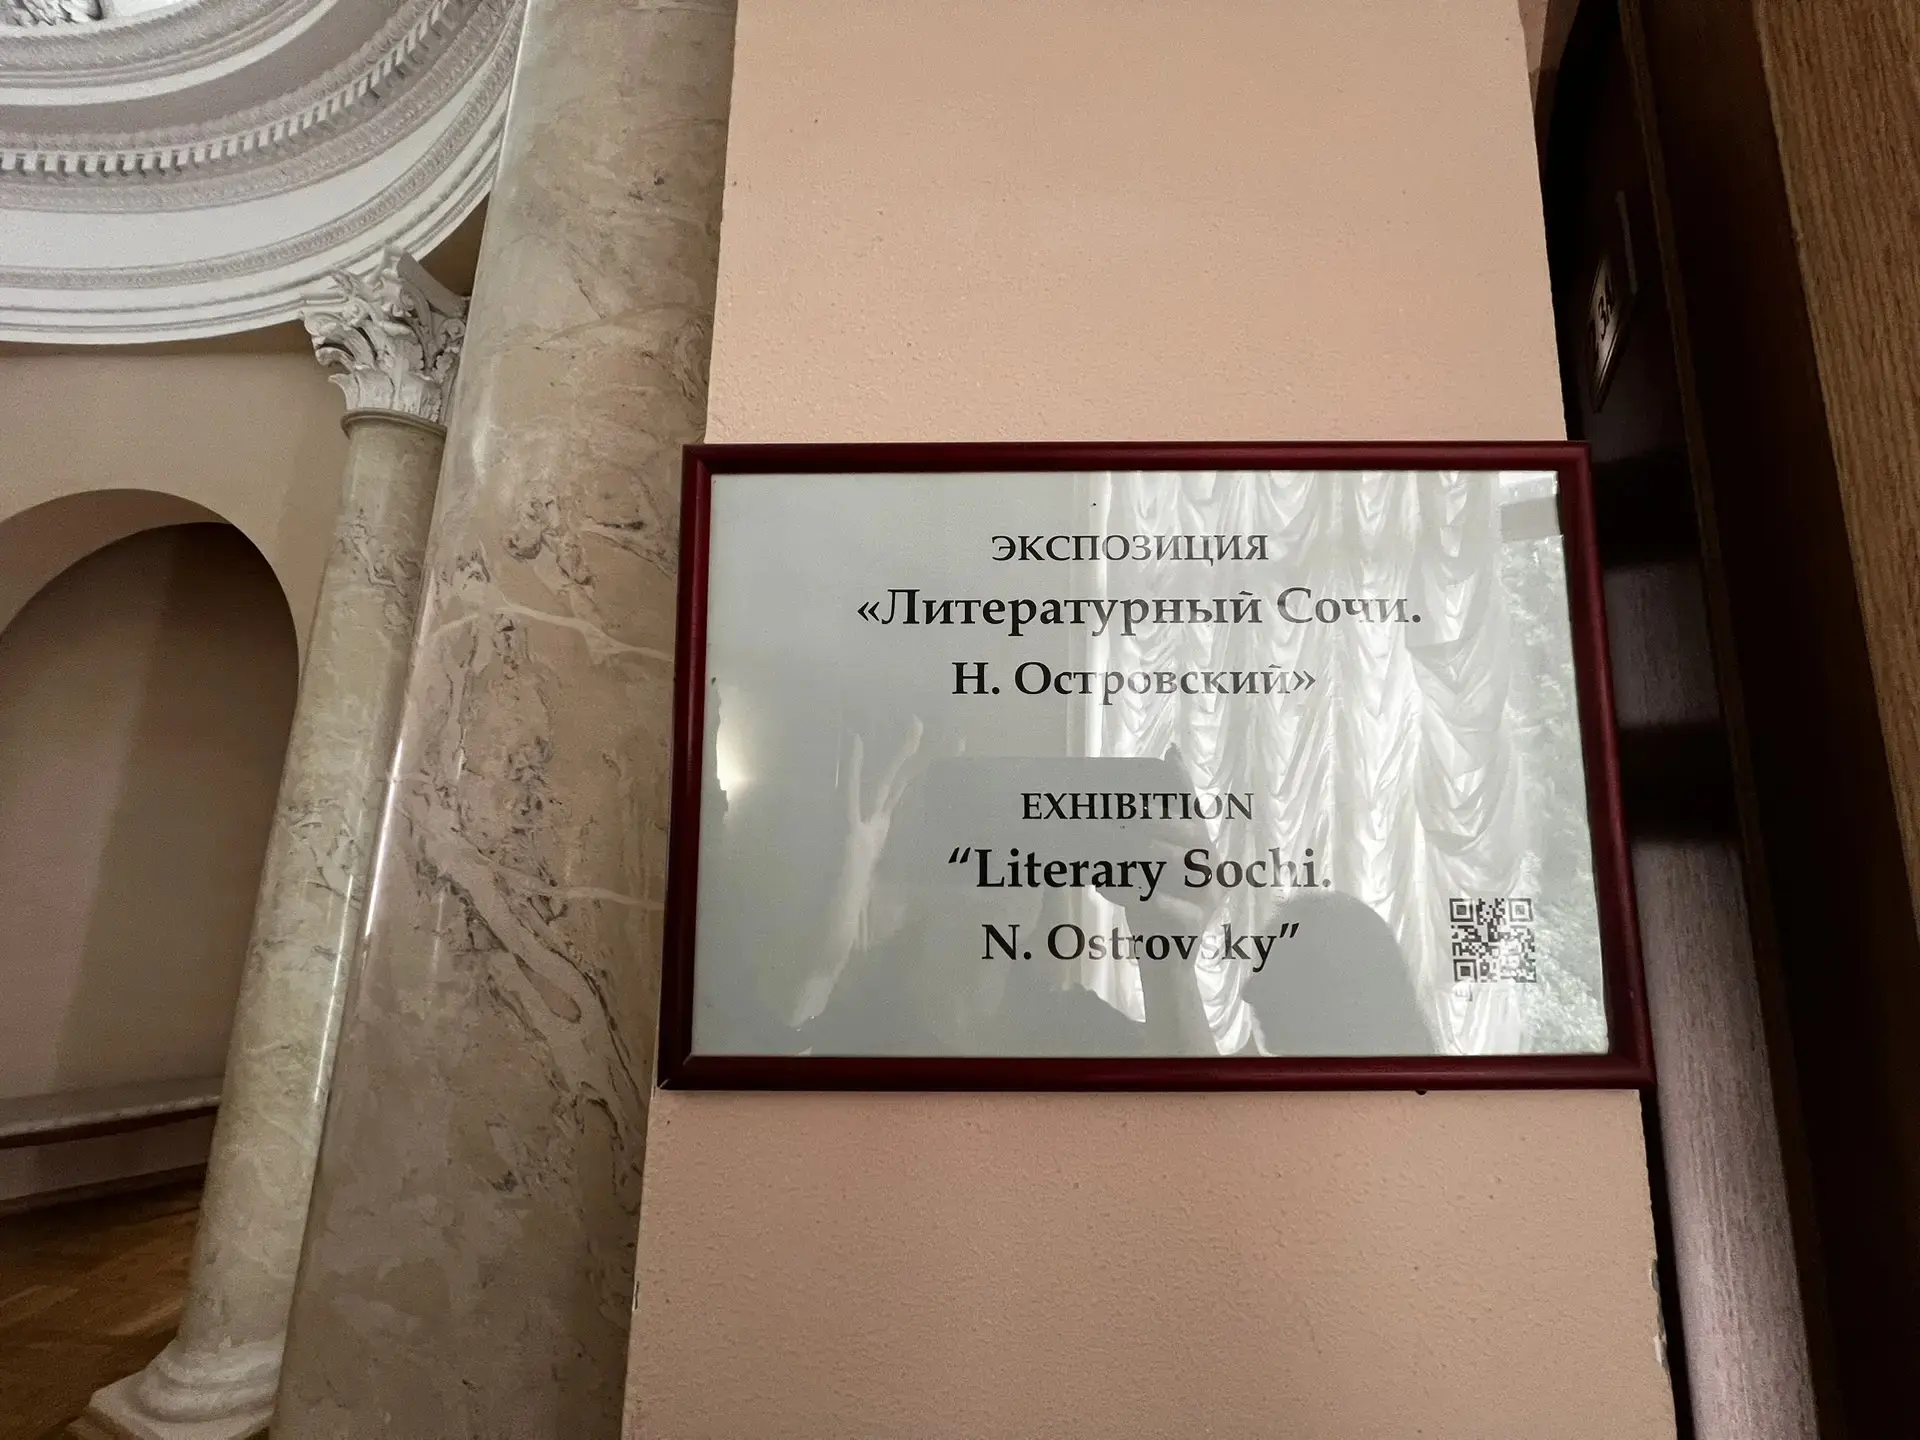 ЭКСПОЗИЦИЯ
«Литературный Сочи.
Н. Островский»
EXHIBITION
“Literary Sochi.
N. Ostrovsky”